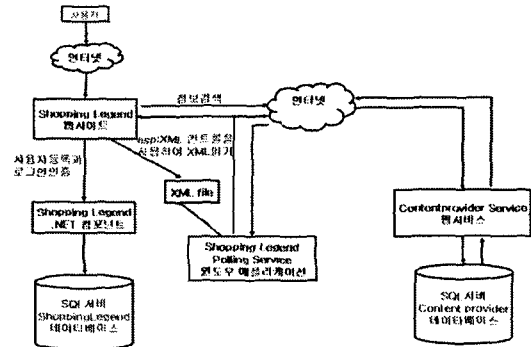 사용자
인터넷
Shopping Legend
웹사이트
정보검색
인터넷
asp:XML 컨트롤을
사용하여 XML읽기
사용자등록과
로그인인증
XML file
Shopping Legend
.NET 컴포넌트
Shopping Legend
Polling Service
윈도우 애플리케이션
Contentprovider Service
웹서비스
SQL 서버
ShoppingLegend
데이타베이스
SQL 서버
Content provider
데이타베이스